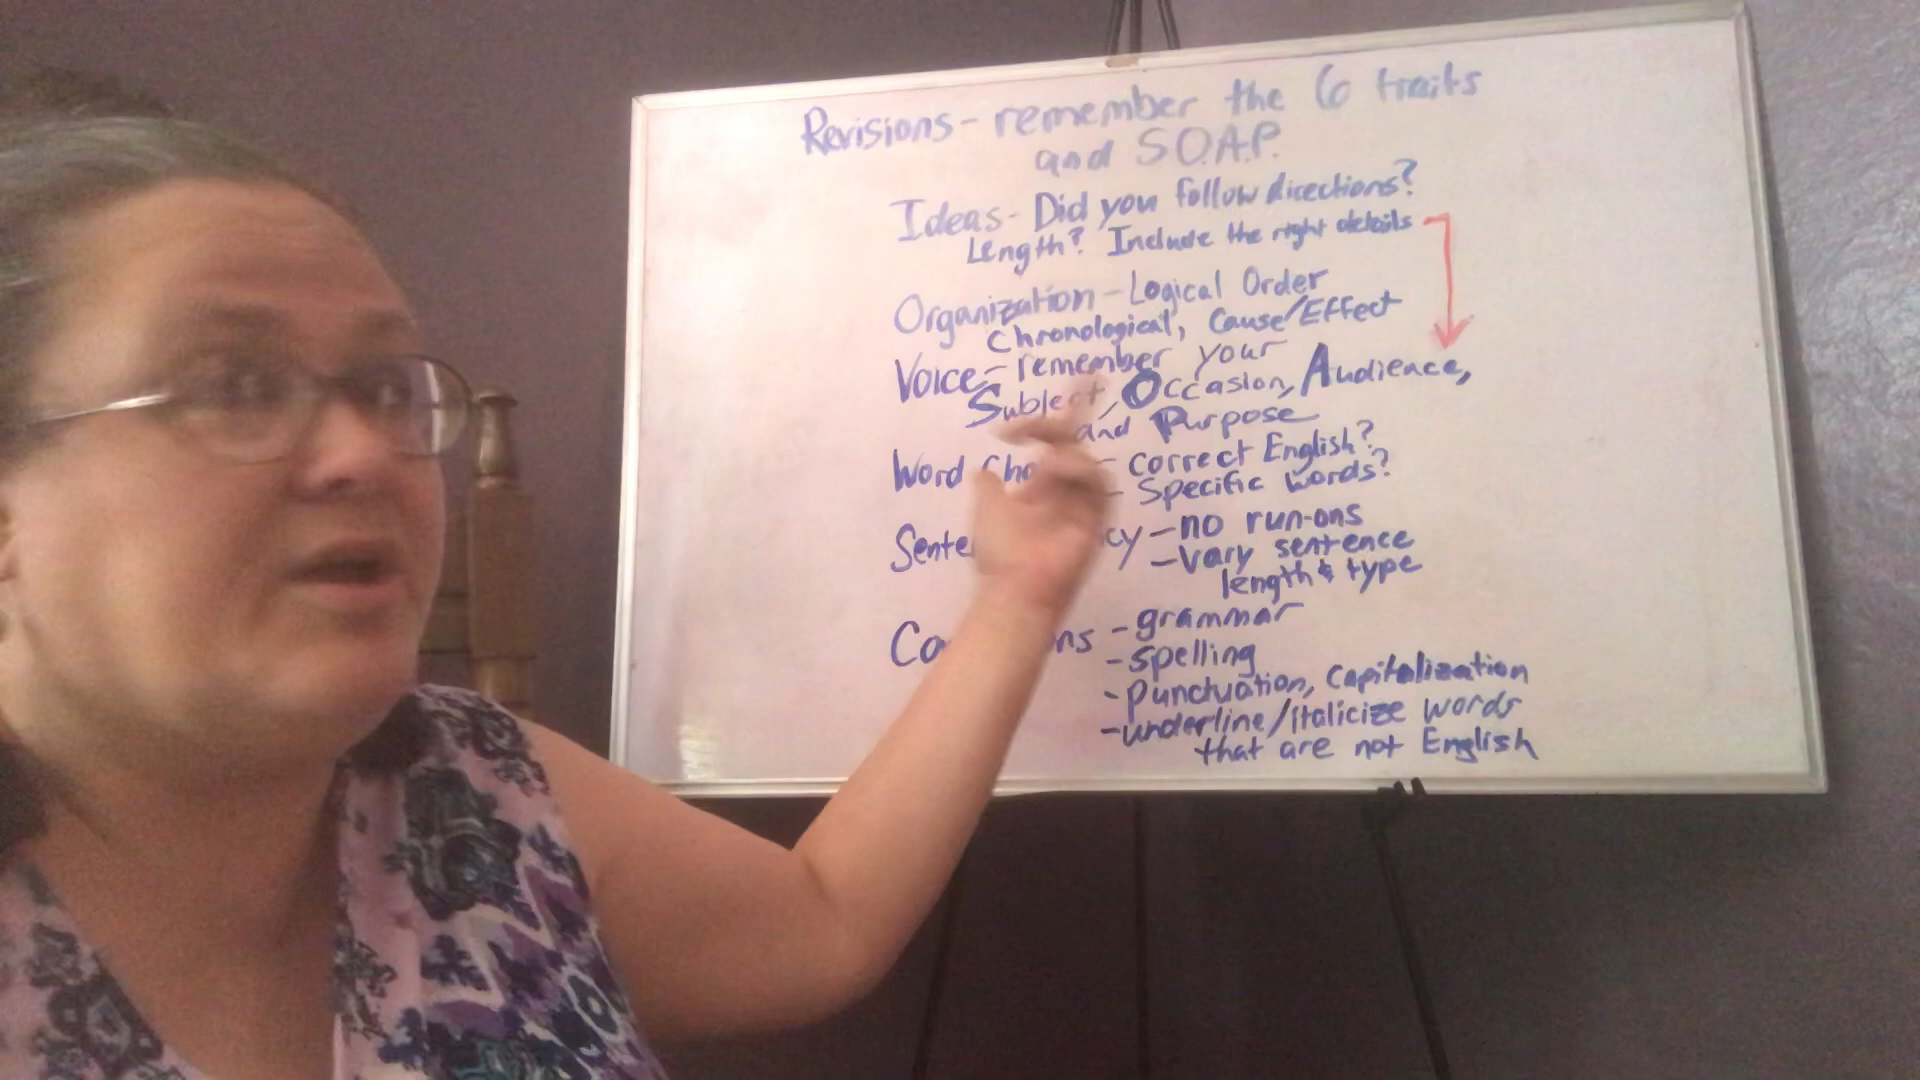 Revisions - remember the 6 traits
and S.O.A.P.
Ideas - Did you follow directions?
Length? Include the right details
Organization - Logical Order
Chronological, Cause/Effect
Voice - remember your
Subject, Occasion, Audience,
and Purpose
Word Cho - correct English?
- Specific words?
Sente cy - no run-ons
- vary sentence
length & type
Co ns - grammar
- spelling
- punctuation, capitalization
- underline/italicize words
that are not English